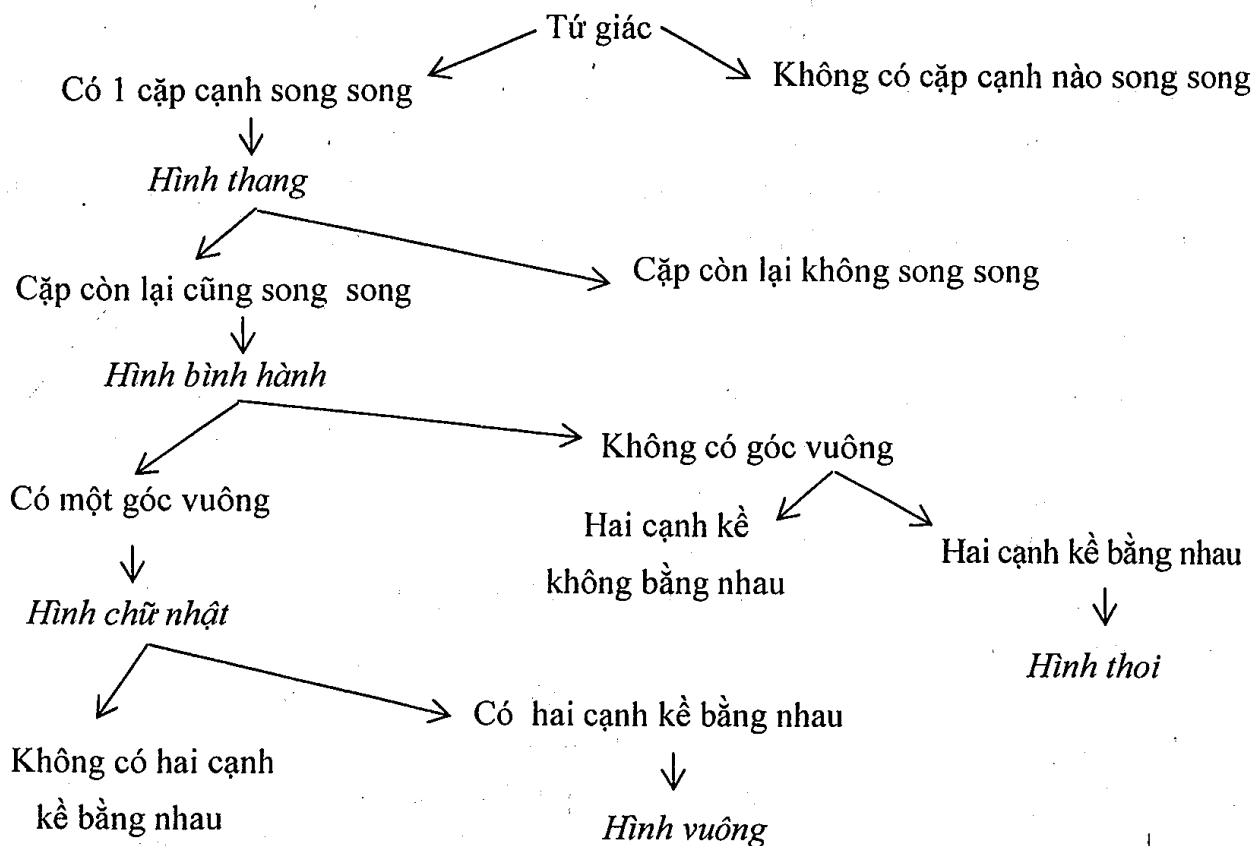 Tứ giác
Có 1 cặp cạnh song song
Không có cặp cạnh nào song song
Hình thang
Cặp còn lại cũng song song
Cặp còn lại không song song
Hình bình hành
Không có góc vuông
Có một góc vuông
Hai cạnh kề
không bằng nhau
Hai cạnh kề bằng nhau
Hình chữ nhật
Hình thoi
Có hai cạnh kề bằng nhau
Không có hai cạnh
kề bằng nhau
Hình vuông